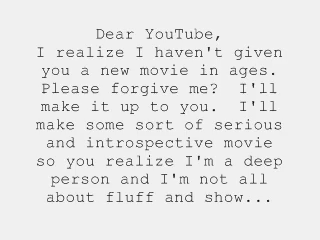 Dear YouTube,
I realize I haven't given
you a new movie in ages.
Please forgive me?  I'll
make it up to you.  I'll
make some sort of serious
and introspective movie
so you realize I'm a deep
person and I'm not all
about fluff and show...